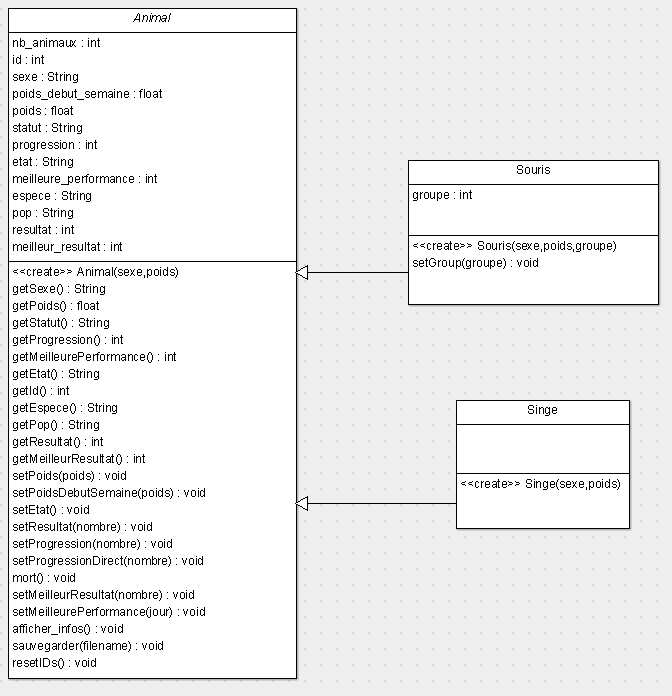 Animal
nb_animaux : int
id : int
sexe : String
poids_debut_semaine : float
poids : float
statut : String
progression : int
etat : String
meilleure_performance : int
espece : String
pop : String
resultat : int
meilleur_resultat : int
<<create>> Animal(sexe,poids)
getSexe() : String
getPoids() : float
getStatut() : String
getProgression() : int
getMeilleurePerformance() : int
getEtat() : String
getId() : int
getEspece() : String
getPop() : String
getResultat() : int
getMeilleurResultat() : int
setPoids(poids) : void
setPoidsDebutSemaine(poids) : void
setEtat() : void
setResultat(nombre) : void
setProgression(nombre) : void
setProgressionDirect(nombre) : void
mort() : void
setMeilleurResultat(nombre) : void
setMeilleurePerformance(jour) : void
afficher_infos() : void
sauvegarder(filename) : void
resetIDs() : void
Souris
groupe : int
<<create>> Souris(sexe,poids,groupe)
setGroup(groupe) : void
Singe
<<create>> Singe(sexe,poids)